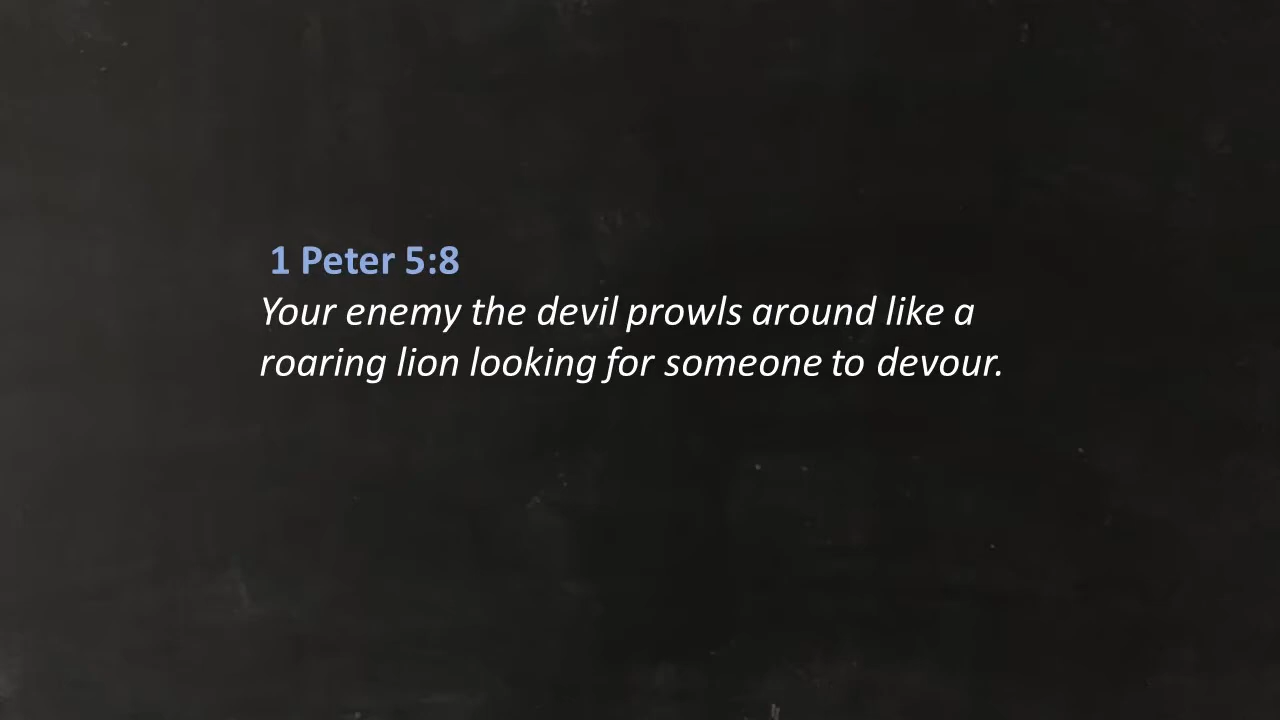 1 Peter 5:8
Your enemy the devil prowls around like a
roaring lion looking for someone to devour.